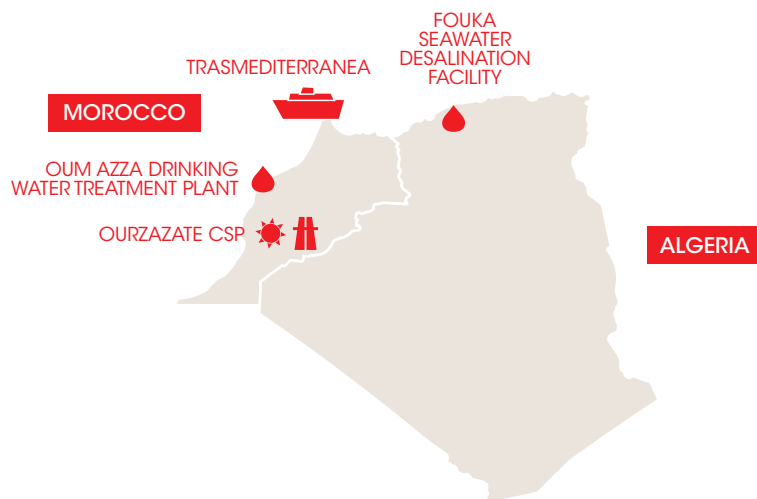 FOUKA
SEAWATER
DESALINATION
FACILITY
TRASMEDITERRANEA
MOROCCO
OUM AZZA DRINKING
WATER TREATMENT PLANT
OURZAZATE CSP
ALGERIA